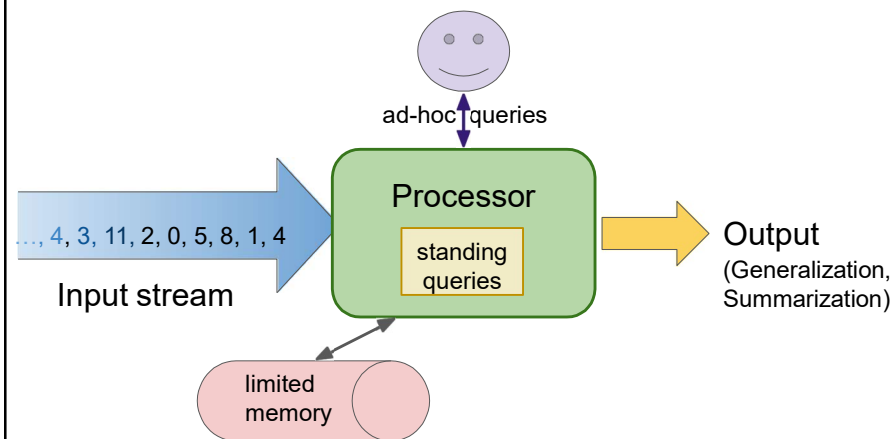 ad-hoc queries
Processor
..., 4, 3, 11, 2, 0, 5, 8, 1, 4
standing
queries
Input stream
Output
(Generalization,
Summarization)
limited
memory